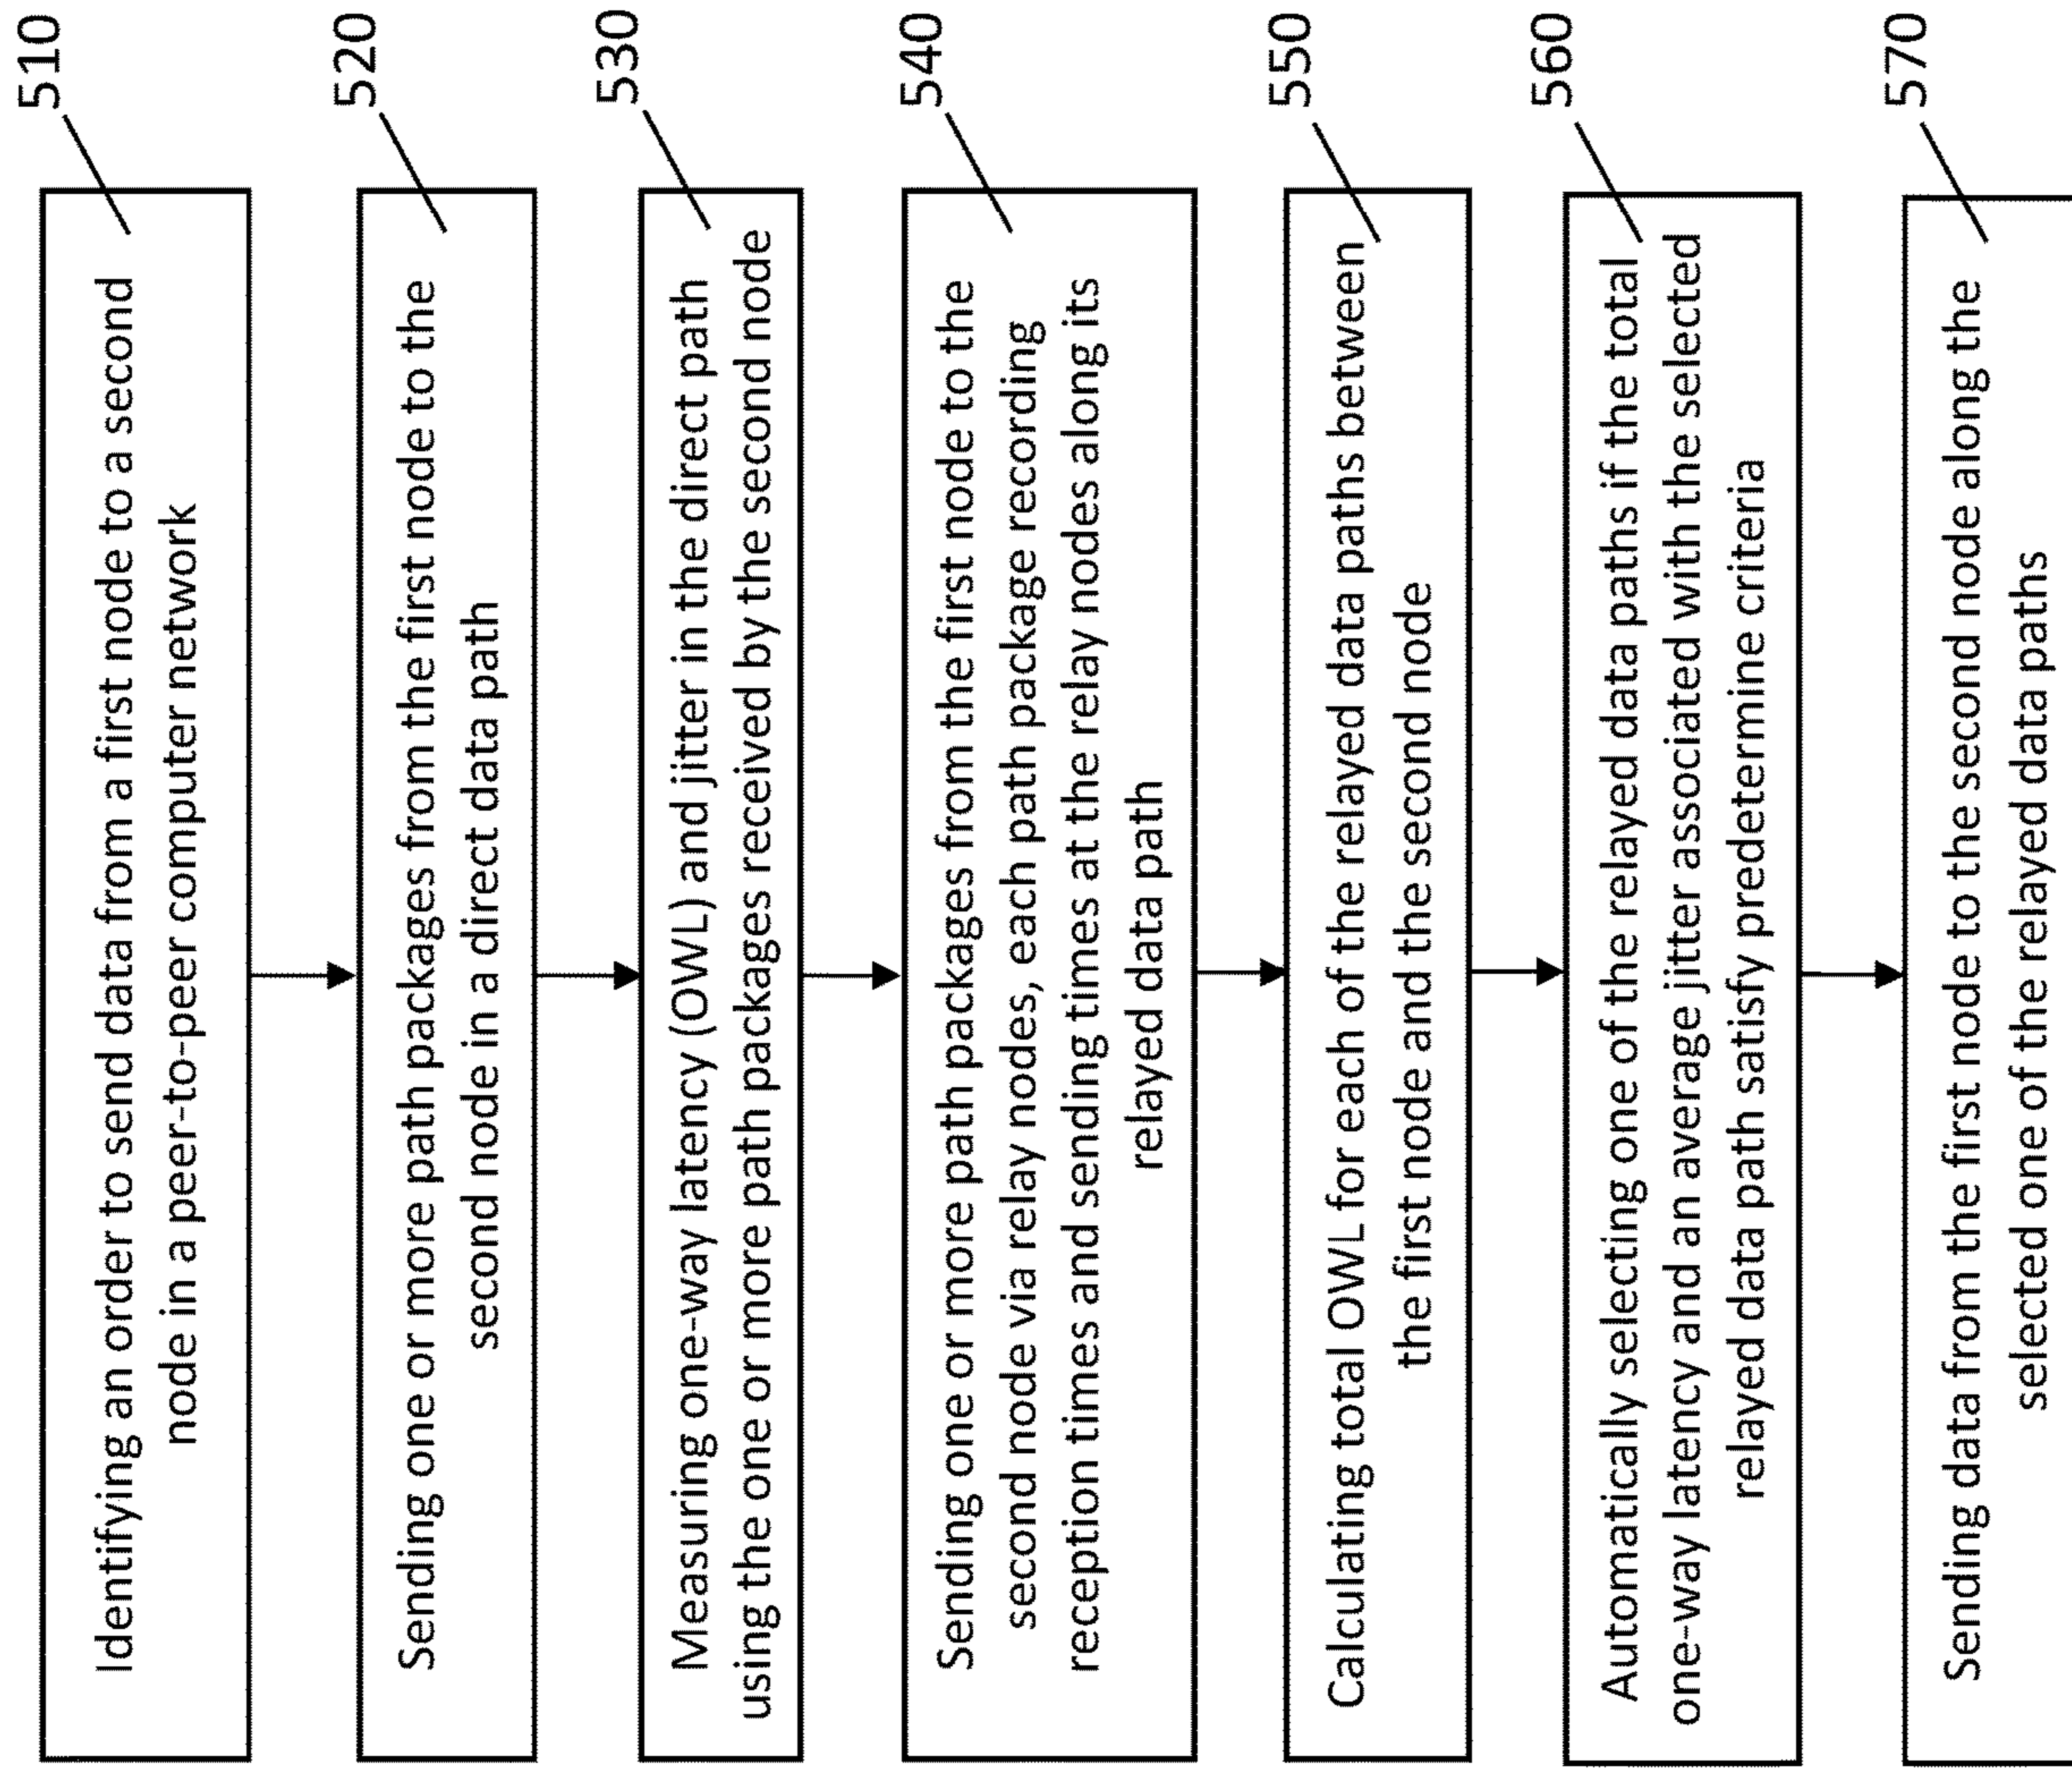 510
Identifying an order to send data from a first node to a second
node in a peer-to-peer computer network
520
Sending one or more path packages from the first node to the
second node in a direct data path
530
Measuring one-way latency (OWL) and jitter in the direct path
using the one or more path packages received by the second node
540
Sending one or more path packages from the first node to the
second node via relay nodes, each path package recording
reception times and sending times at the relay nodes along its
relayed data path
550
Calculating total OWL for each of the relayed data paths between
the first node and the second node
560
Automatically selecting one of the relayed data paths if the total
one-way latency and an average jitter associated with the selected
relayed data path satisfy predetermine criteria
570
Sending data from the first node to the second node along the
selected one of the relayed data paths